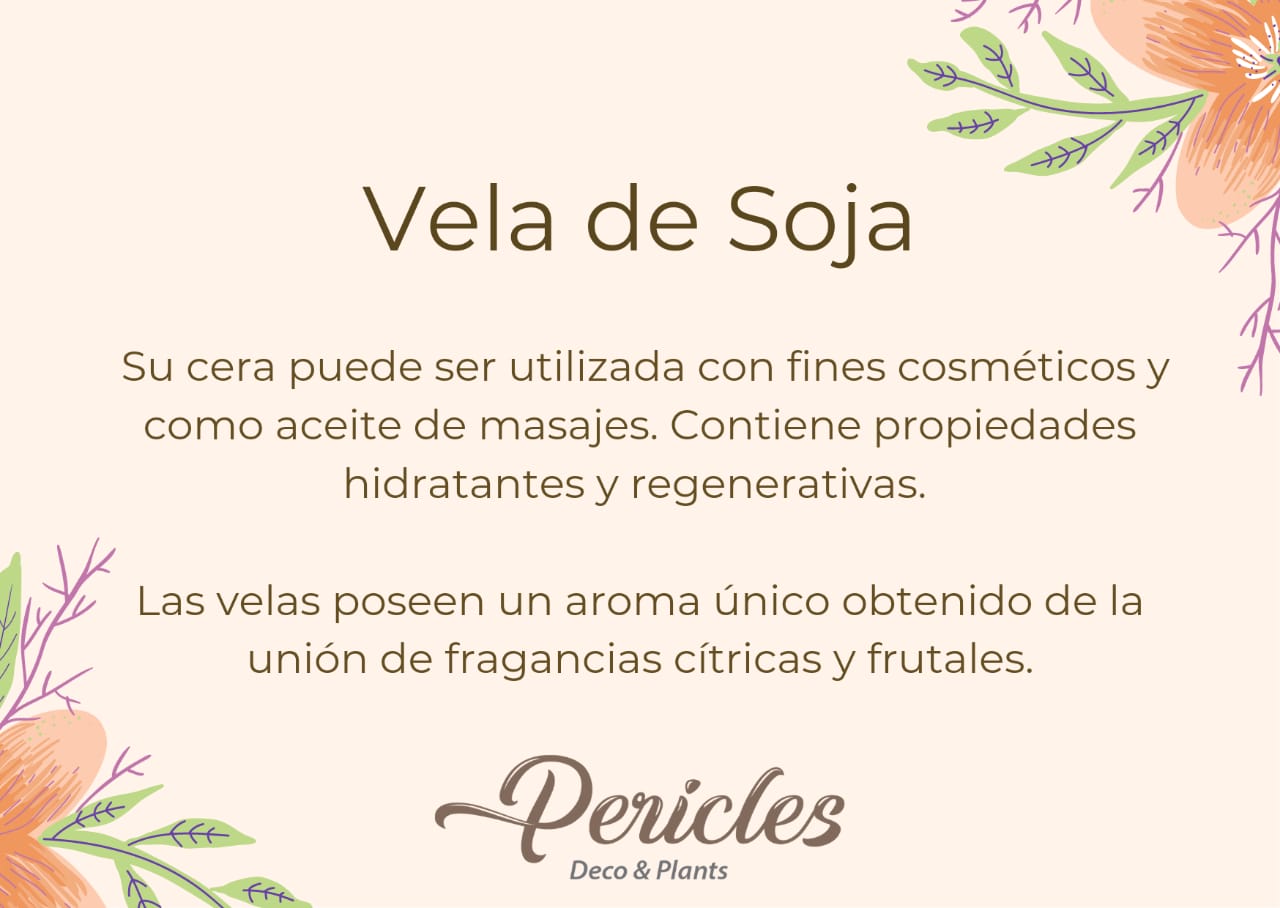 Vela de Soja
Su cera puede ser utilizada con fines cosméticos y
como aceite de masajes. Contiene propiedades
hidratantes y regenerativas.
Las velas poseen un aroma único obtenido de la
unión de fragancias cítricas y frutales.
Pericles
Deco & Plants